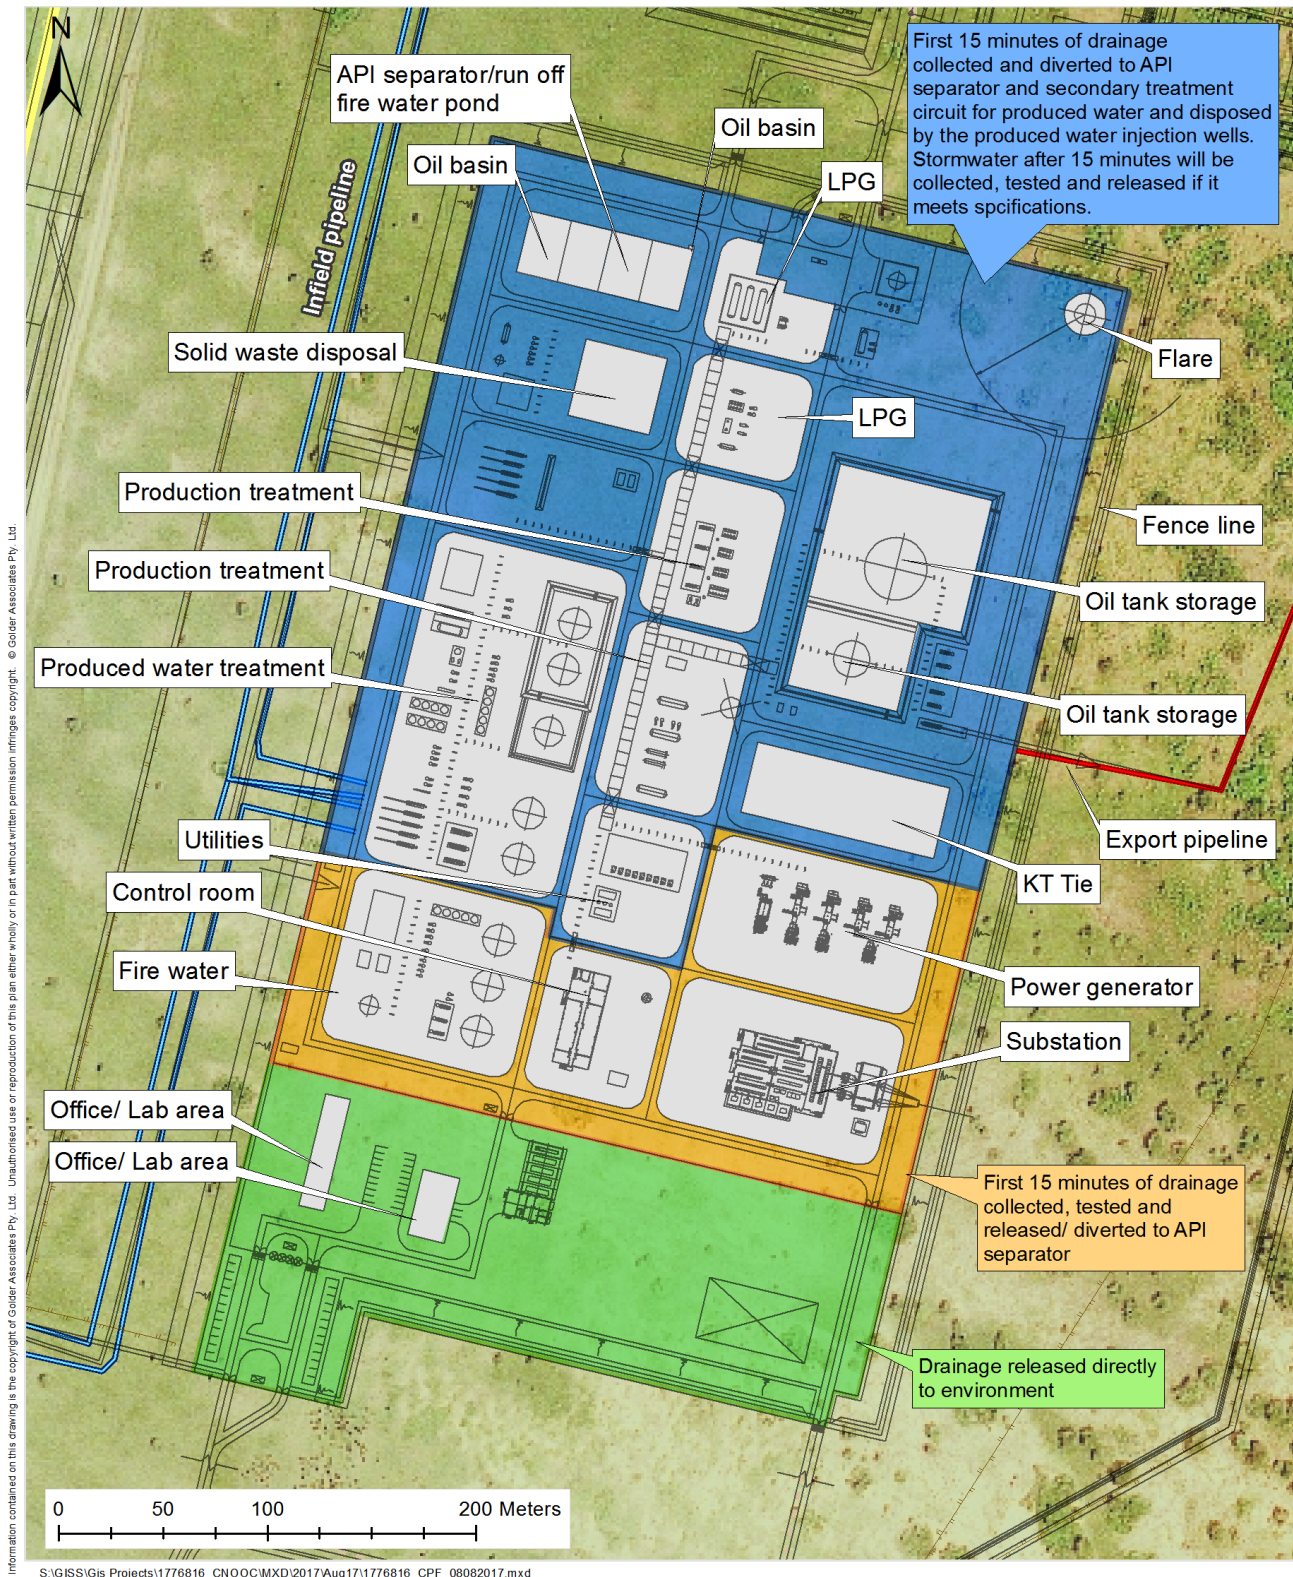 N
API separator/run off
fire water pond
Oil basin
Oil basin
LPG
First 15 minutes of drainage
collected and diverted to API
separator and secondary treatment
circuit for produced water and disposed
by the produced water injection wells.
Stormwater after 15 minutes will be
collected, tested and released if it
meets spcifications.
Infield pipeline
Solid waste disposal
Flare
LPG
Production treatment
Fence line
Production treatment
Oil tank storage
Produced water treatment
Oil tank storage
Utilities
Export pipeline
Control room
KT Tie
Fire water
Power generator
Substation
Office/ Lab area
Office/ Lab area
First 15 minutes of drainage
collected, tested and
released/ diverted to API
separator
Drainage released directly
to environment
0 50 100 200 Meters
Information contained on this drawing is the copyright of Golder Associates Pty. Ltd. Unauthorised use or reproduction of this plan either wholly or in part without written permission infringes copyright. © Golder Associates Pty. Ltd.
S:\GISS\Gis Projects\1776816_CNOOC\MXD\2017\Aug17\1776816_CPF_08082017.mxd